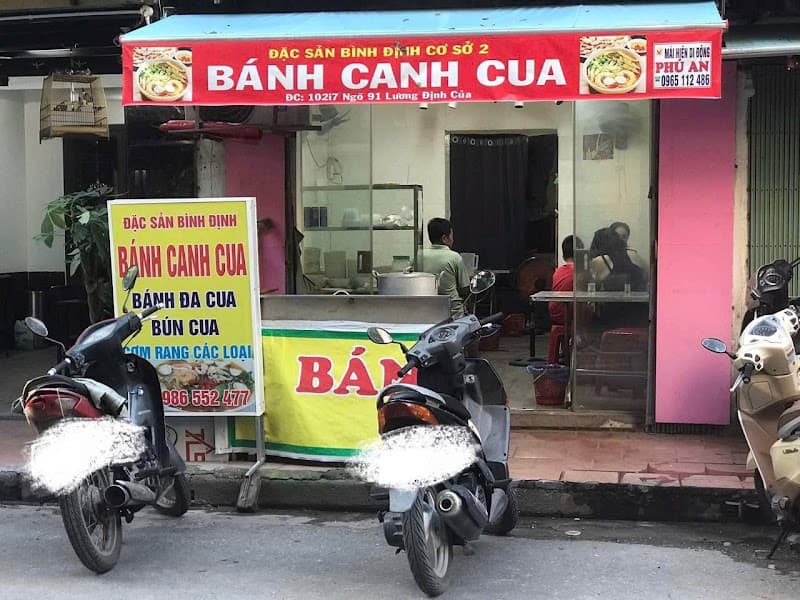 ĐẶC SẢN BÌNH ĐỊNH CƠ SỞ 2
BÁNH CANH CUA
ĐC: 102i7 Ngõ 91 Lương Định Của
MÁI HIÊN DI ĐỘNG
PHÚ AN
0965 112 486
ĐẶC SẢN BÌNH ĐỊNH
BÁNH CANH CUA
BÁNH ĐA CUA
BÚN CUA
CƠM RANG CÁC LOẠI
986 552 477
BÁN